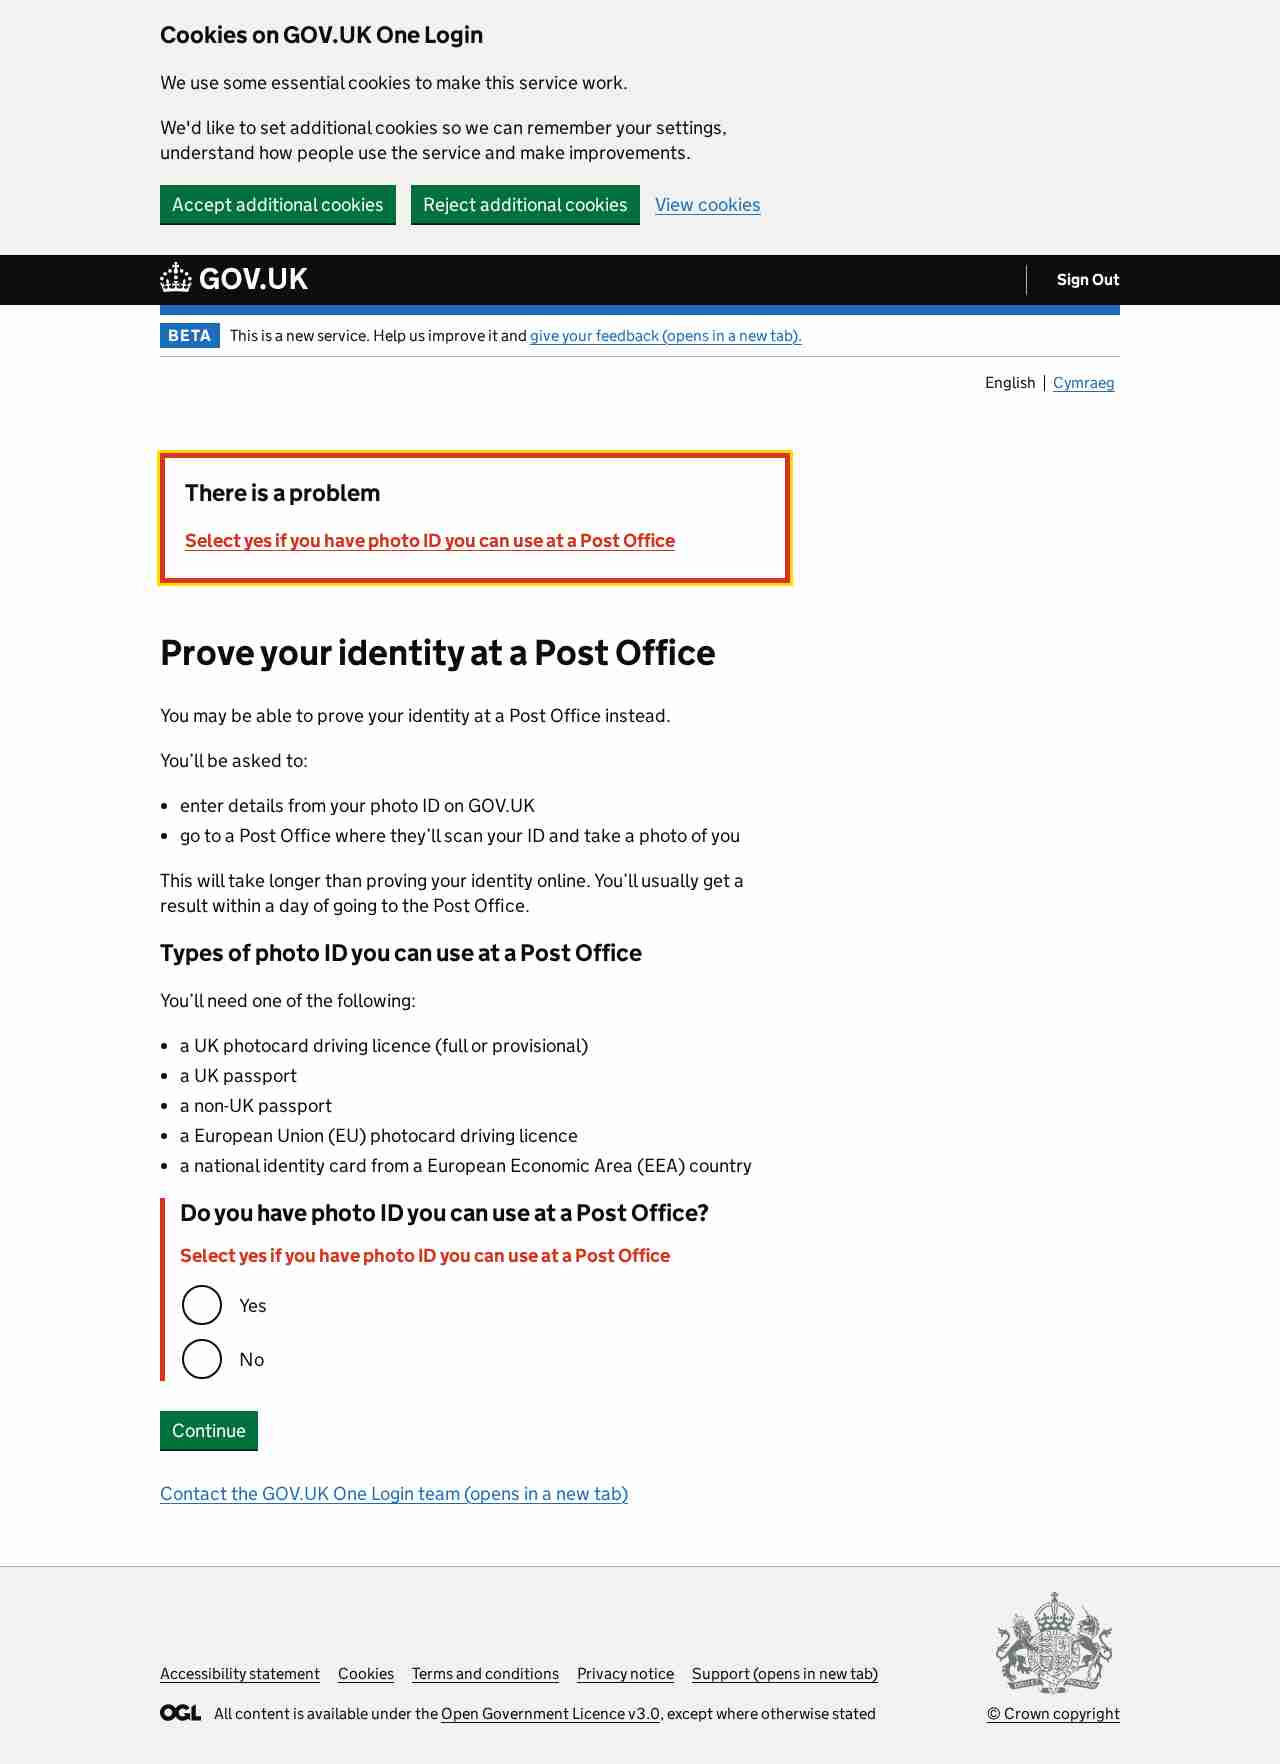 Cookies on GOV.UK One Login
We use some essential cookies to make this service work.
We'd like to set additional cookies so we can remember your settings,
understand how people use the service and make improvements.
Accept additional cookies Reject additional cookies View cookies
GOV.UK Sign Out
BETA This is a new service. Help us improve it and give your feedback (opens in a new tab).
English Cymraeg
There is a problem
Select yes if you have photo ID you can use at a Post Office
Prove your identity at a Post Office
You may be able to prove your identity at a Post Office instead.
You’ll be asked to:
• enter details from your photo ID on GOV.UK
• go to a Post Office where they’ll scan your ID and take a photo of you
This will take longer than proving your identity online. You’ll usually get a
result within a day of going to the Post Office.
Types of photo ID you can use at a Post Office
You’ll need one of the following:
• a UK photocard driving licence (full or provisional)
• a UK passport
• a non-UK passport
• a European Union (EU) photocard driving licence
• a national identity card from a European Economic Area (EEA) country
Do you have photo ID you can use at a Post Office?
Select yes if you have photo ID you can use at a Post Office
Yes
No
Continue
Contact the GOV.UK One Login team (opens in a new tab)
Accessibility statement Cookies Terms and conditions Privacy notice Support (opens in new tab)
OGL All content is available under the Open Government Licence v3.0, except where otherwise stated
© Crown copyright